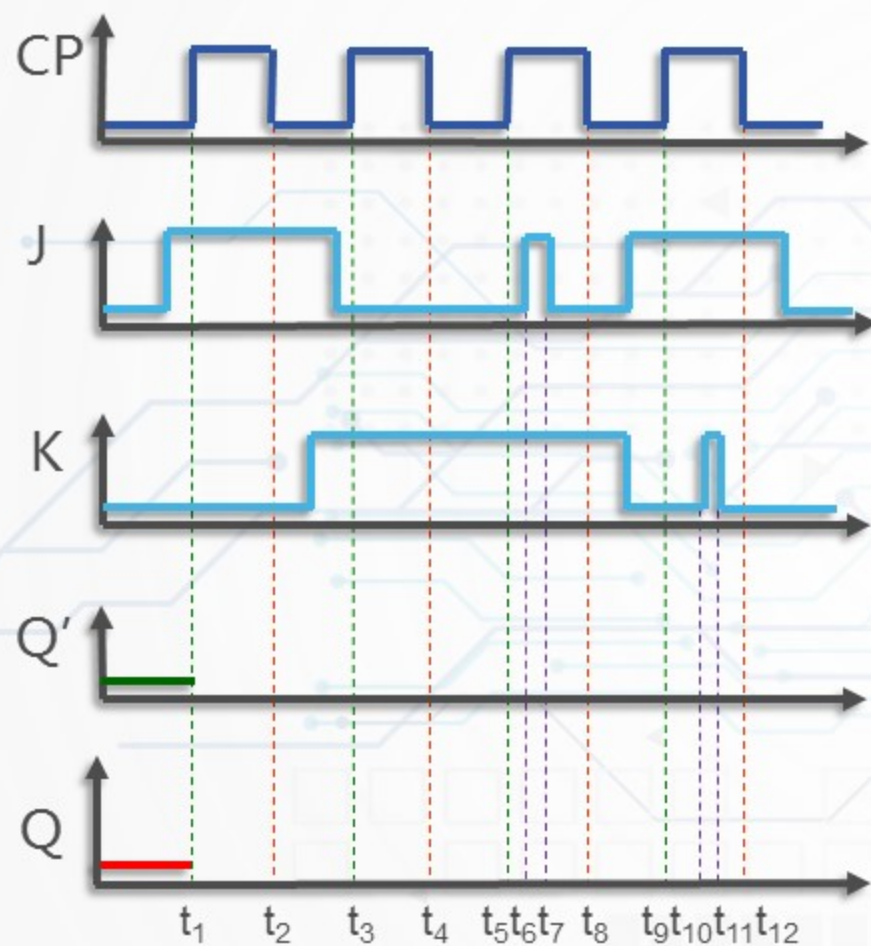 CP
J
K
Q′
Q
t₁ t₂ t₃ t₄ t₅ t₆ t₇ t₈ t₉ t₁₀ t₁₁ t₁₂